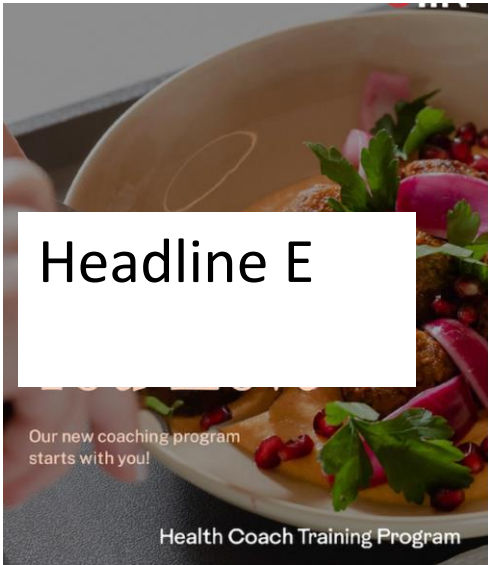 Headline E
Our new coaching program
starts with you!
Health Coach Training Program